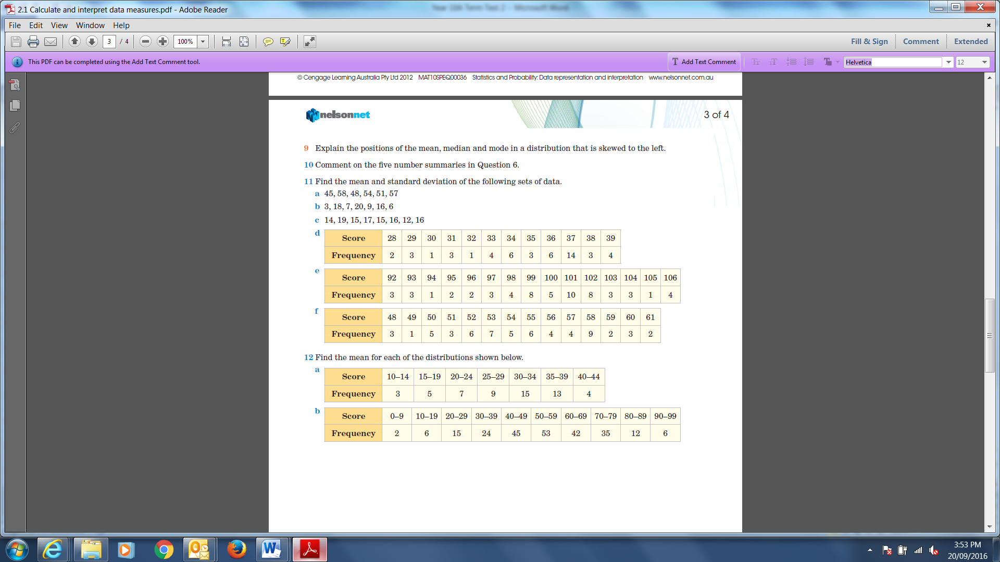 2.1 Calculate and interpret data measures.pdf - Adobe Reader
Year 10A Term Test 2 - Microsoft Word
File Edit View Window Help
3 / 4 100% Fill & Sign Comment Extended
This PDF can be completed using the Add Text Comment tool. T Add Text Comment Helvetica 12
© Cengage Learning Australia Pty Ltd 2012 MAT10SPEQ00036 Statistics and Probability: Data representation and interpretation www.nelsonnet.com.au
nelsonnet 3 of 4
9 Explain the positions of the mean, median and mode in a distribution that is skewed to the left.
10 Comment on the five number summaries in Question 6.
11 Find the mean and standard deviation of the following sets of data.
a 45, 58, 48, 54, 51, 57
b 3, 18, 7, 20, 9, 16, 6
c 14, 19, 15, 17, 15, 16, 12, 16
d
Score 28 29 30 31 32 33 34 35 36 37 38 39
Frequency 2 3 1 3 1 4 6 3 6 14 3 4
e
Score 92 93 94 95 96 97 98 99 100 101 102 103 104 105 106
Frequency 3 3 1 2 2 3 4 8 5 10 8 3 3 1 4
f
Score 48 49 50 51 52 53 54 55 56 57 58 59 60 61
Frequency 3 1 5 3 6 7 5 6 4 4 9 2 3 2
12 Find the mean for each of the distributions shown below.
a
Score 10–14 15–19 20–24 25–29 30–34 35–39 40–44
Frequency 3 5 7 9 15 13 4
b
Score 0–9 10–19 20–29 30–39 40–49 50–59 60–69 70–79 80–89 90–99
Frequency 2 6 15 24 45 53 42 35 12 6
3:53 PM
20/09/2016